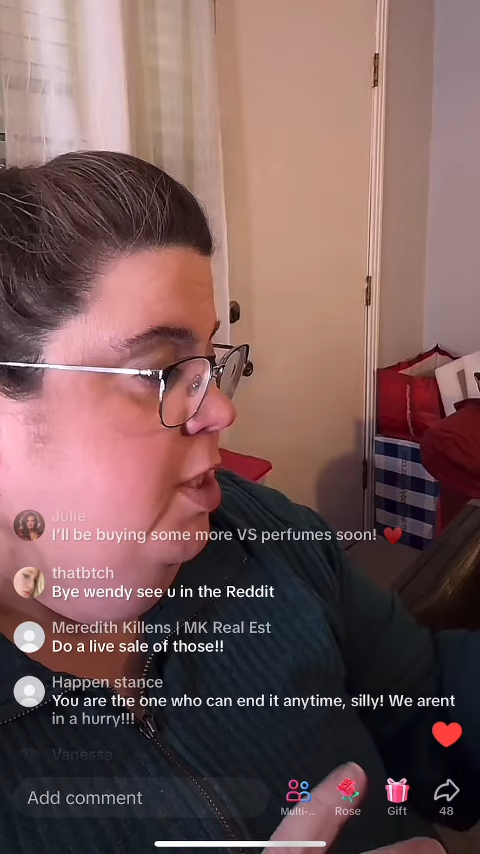 Julie
I'll be buying some more VS perfumes soon! ❤️
thatbtch
Bye wendy see u in the Reddit
Meredith Killens | MK Real Est
Do a live sale of those!!
Happen stance
You are the one who can end it anytime, silly! We arent
in a hurry!!!
Vanessa
Add comment
Multi-...
Rose
Gift
48